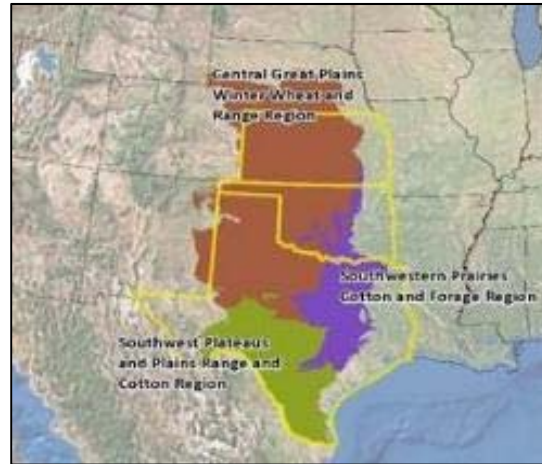 Central Great Plains
Winter Wheat and
Range Region
Southwestern Prairies
Cotton and Forage Region
Southwest Plateaus
and Plains Range and
Cotton Region